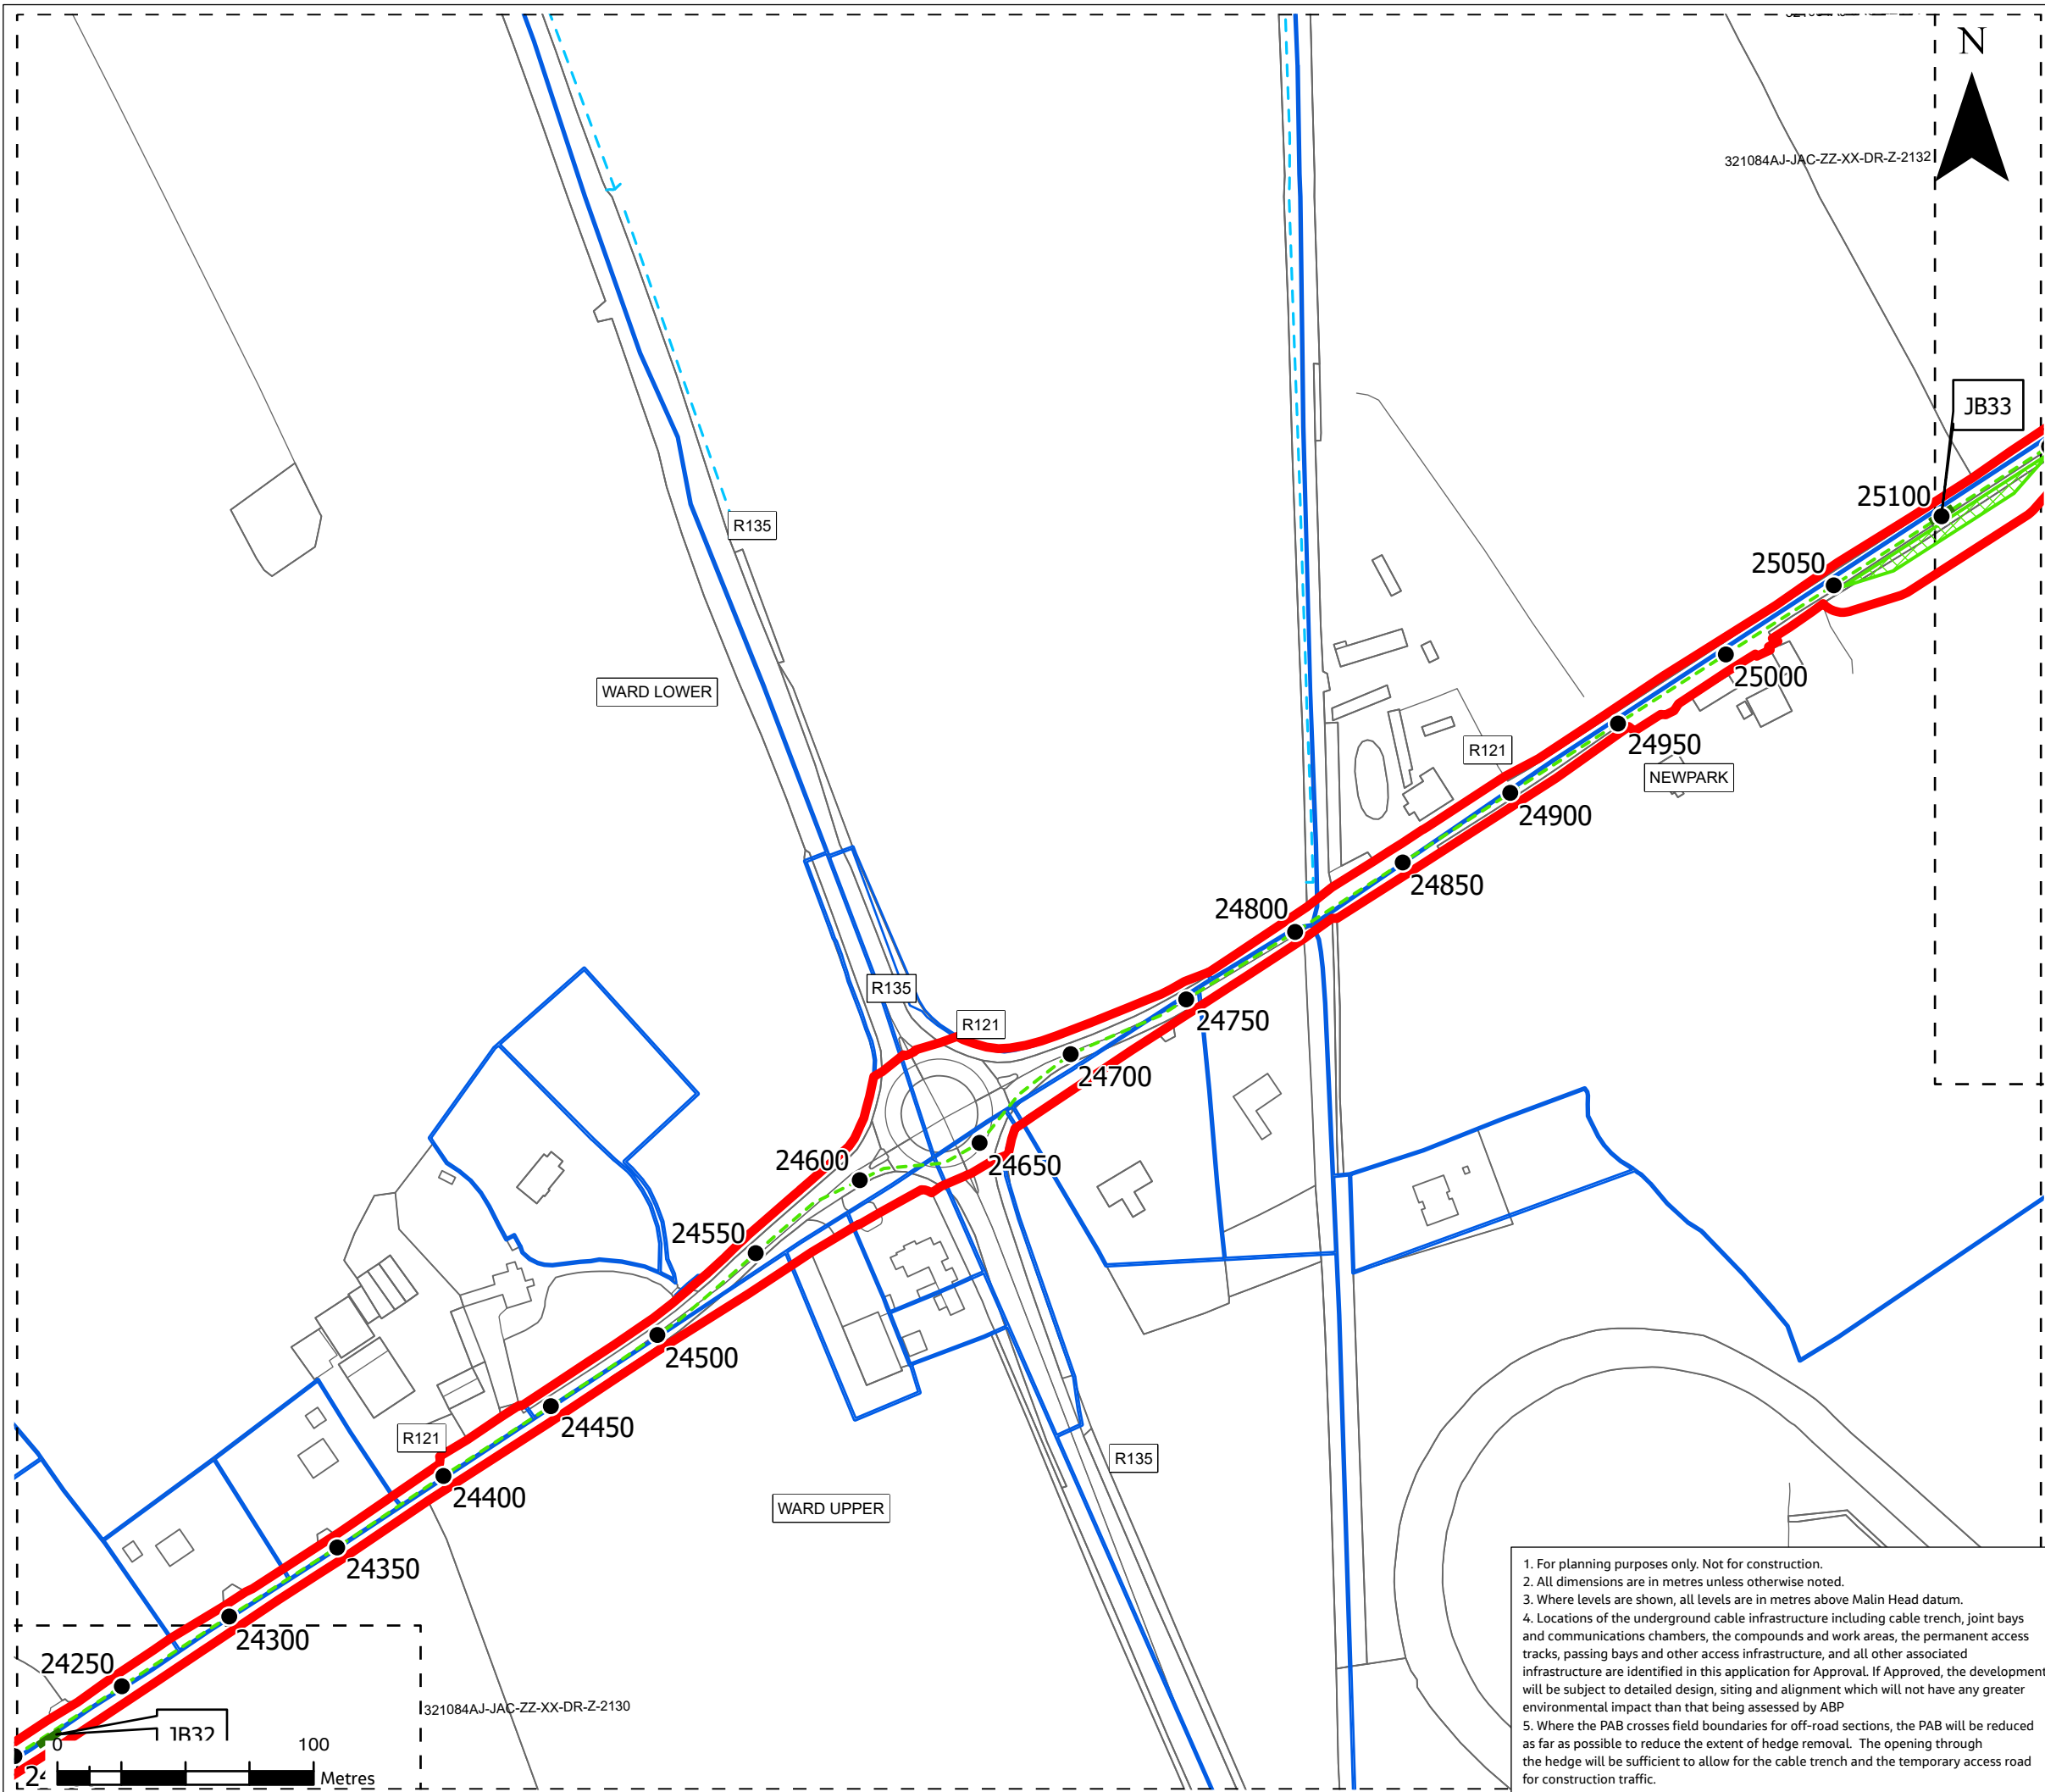 N
321084AJ-JAC-ZZ-XX-DR-Z-2132
JB33
25100
R135
25050
25000
WARD LOWER
24950
R121
NEWPARK
24900
24850
24800
R135
24750
R121
24700
24600
24650
24550
24500
24450
R121
24400
R135
WARD UPPER
24350
24300
24250
321084AJ-JAC-ZZ-XX-DR-Z-2130
JB32
0 100
Metres
1. For planning purposes only. Not for construction.
2. All dimensions are in metres unless otherwise noted.
3. Where levels are shown, all levels are in metres above Malin Head datum.
4. Locations of the underground cable infrastructure including cable trench, joint bays
and communications chambers, the compounds and work areas, the permanent access
tracks, passing bays and other access infrastructure, and all other associated
infrastructure are identified in this application for Approval. If Approved, the development
will be subject to detailed design, siting and alignment which will not have any greater
environmental impact than that being assessed by ABP
5. Where the PAB crosses field boundaries for off-road sections, the PAB will be reduced
as far as possible to reduce the extent of hedge removal. The opening through
the hedge will be sufficient to allow for the cable trench and the temporary access road
for construction traffic.